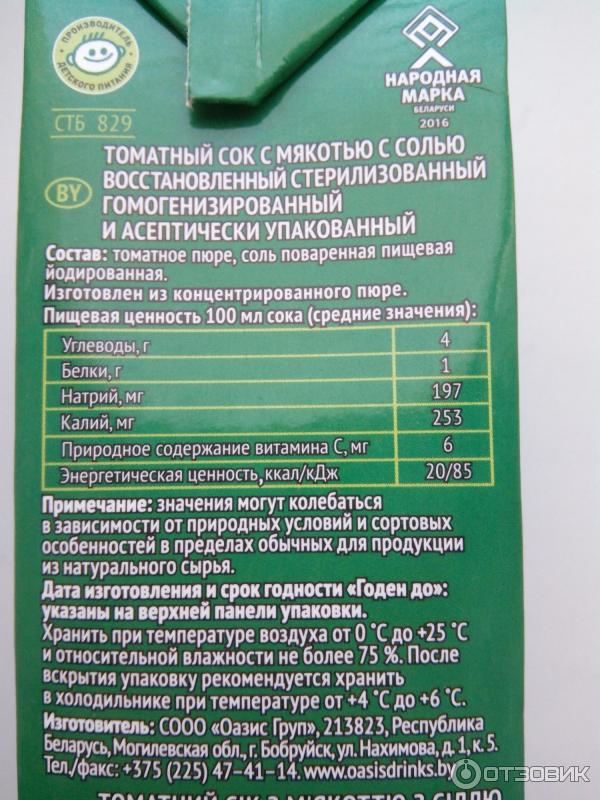 ПРОИЗВОДИТЕЛЬ
ДЕТСКОГО ПИТАНИЯ
НАРОДНАЯ
МАРКА
БЕЛАРУСИ
2016
СТБ 829
BY
ТОМАТНЫЙ СОК С МЯКОТЬЮ С СОЛЬЮ
ВОССТАНОВЛЕННЫЙ СТЕРИЛИЗОВАННЫЙ
ГОМОГЕНИЗИРОВАННЫЙ
И АСЕПТИЧЕСКИ УПАКОВАННЫЙ
Состав: томатное пюре, соль поваренная пищевая
йодированная.
Изготовлен из концентрированного пюре.
Пищевая ценность 100 мл сока (средние значения):
Углеводы, г 4
Белки, г 1
Натрий, мг 197
Калий, мг 253
Природное содержание витамина С, мг 6
Энергетическая ценность, ккал/кДж 20/85
Примечание: значения могут колебаться
в зависимости от природных условий и сортовых
особенностей в пределах обычных для продукции
из натурального сырья.
Дата изготовления и срок годности «Годен до»:
указаны на верхней панели упаковки.
Хранить при температуре воздуха от 0 °С до +25 °С
и относительной влажности не более 75 %. После
вскрытия упаковку рекомендуется хранить
в холодильнике при температуре от +4 °С до +6 °С.
Изготовитель: СООО «Оазис Груп», 213823, Республика
Беларусь, Могилевская обл., г. Бобруйск, ул. Нахимова, д. 1, к. 5.
Тел./факс: +375 (225) 47–41–14. www.oasisdrinks.by
ТОМАТНИЙ СІК З М'ЯКОТТЮ З СІЛЛЮ
ОТЗОВИК